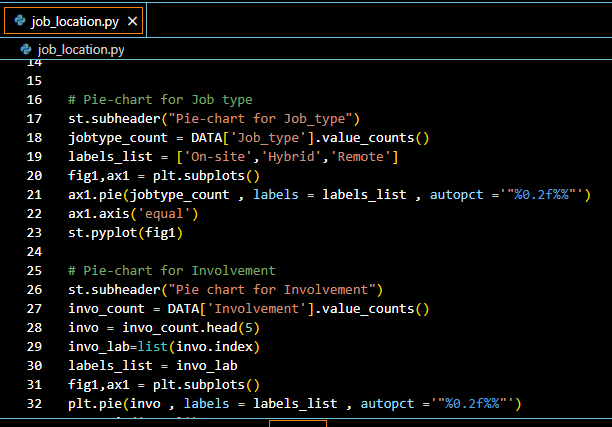 job_location.py ×
job_location.py
14
15
16 # Pie-chart for Job type
17 st.subheader("Pie-chart for Job_type")
18 jobtype_count = DATA['Job_type'].value_counts()
19 labels_list = ['On-site','Hybrid','Remote']
20 fig1,ax1 = plt.subplots()
21 ax1.pie(jobtype_count , labels = labels_list , autopct ='"%0.2f%%"')
22 ax1.axis('equal')
23 st.pyplot(fig1)
24
25 # Pie-chart for Involvement
26 st.subheader("Pie chart for Involvement")
27 invo_count = DATA['Involvement'].value_counts()
28 invo = invo_count.head(5)
29 invo_lab=list(invo.index)
30 labels_list = invo_lab
31 fig1,ax1 = plt.subplots()
32 plt.pie(invo , labels = labels_list , autopct ='"%0.2f%%"')